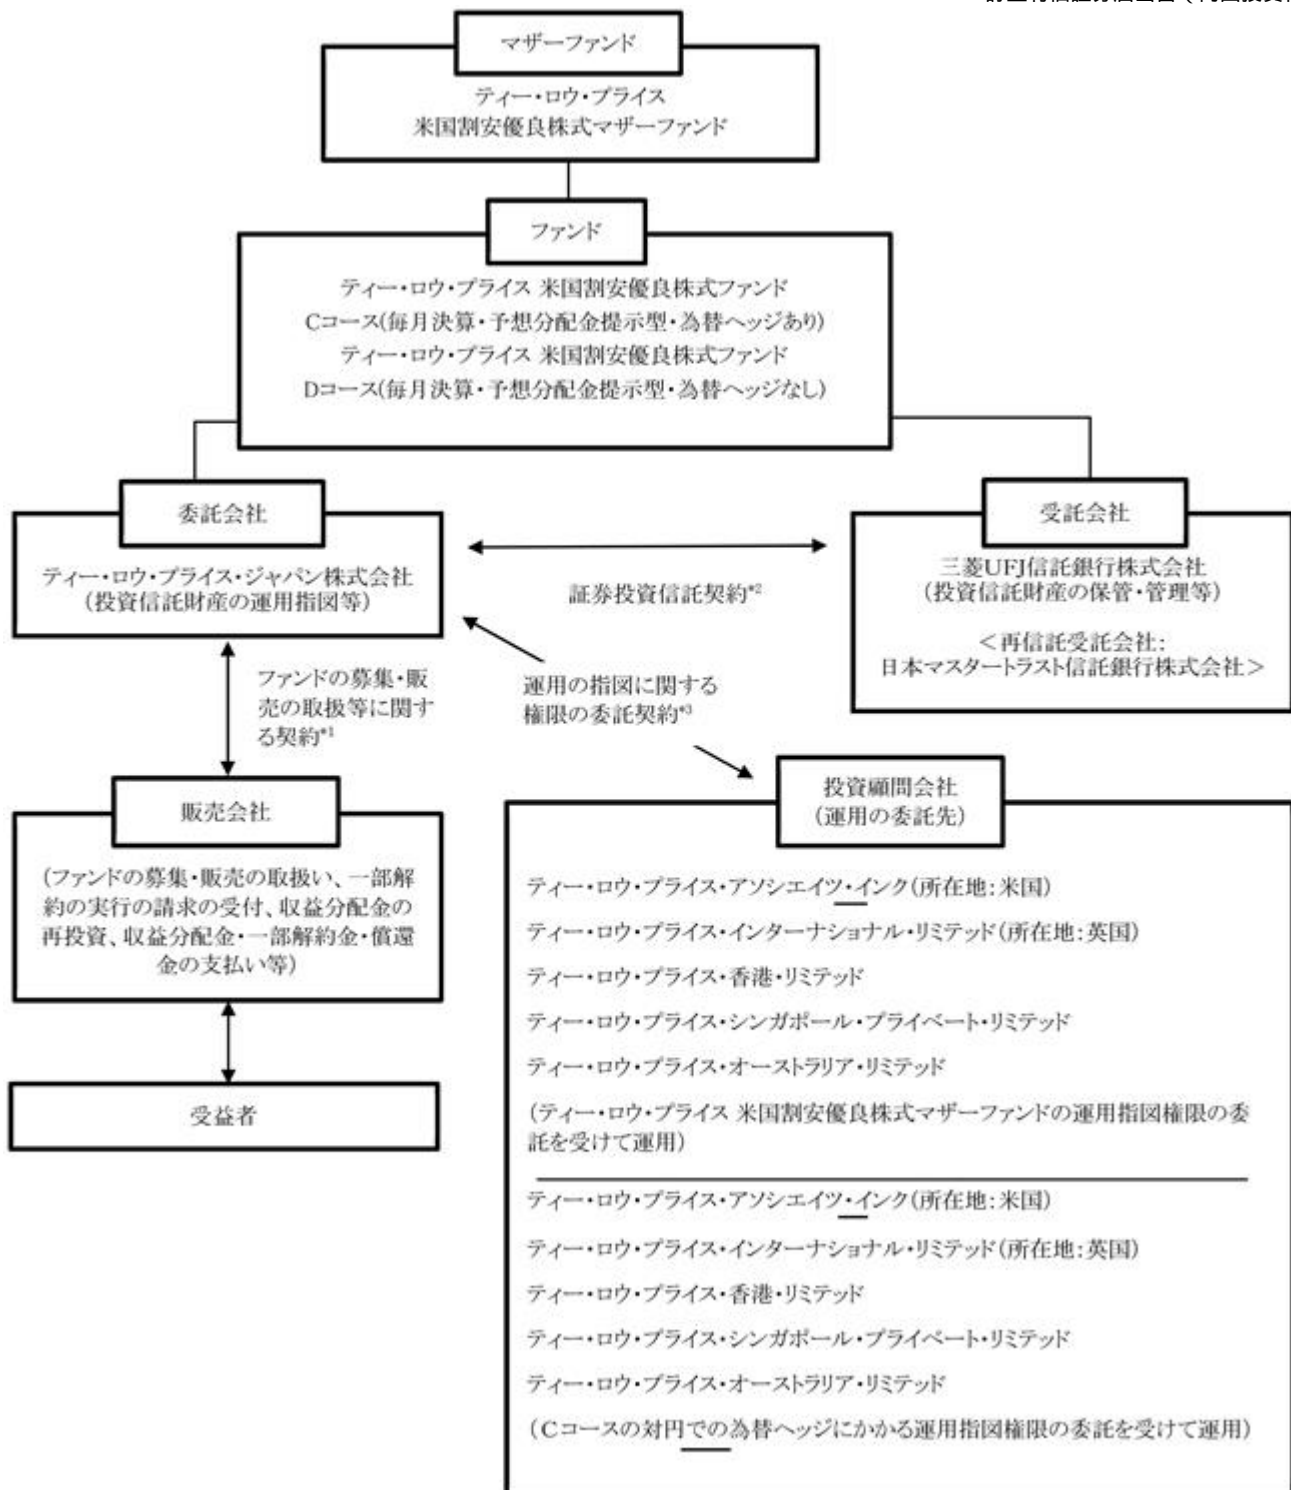 マザーファンド
ティー・ロウ・プライス
米国割安優良株式マザーファンド
ファンド
ティー・ロウ・プライス 米国割安優良株式ファンド
Cコース(毎月決算・予想分配金提示型・為替ヘッジあり)
ティー・ロウ・プライス 米国割安優良株式ファンド
Dコース(毎月決算・予想分配金提示型・為替ヘッジなし)
委託会社
ティー・ロウ・プライス・ジャパン株式会社
(投資信託財産の運用指図等)
証券投資信託契約*2
受託会社
三菱UFJ信託銀行株式会社
(投資信託財産の保管・管理等)
<再信託受託会社:
日本マスタートラスト信託銀行株式会社>
ファンドの募集・販
売の取扱等に関す
る契約*1
運用の指図に関する
権限の委託契約*3
販売会社
(ファンドの募集・販売の取扱い、一部解
約の実行の請求の受付、収益分配金の
再投資、収益分配金・一部解約金・償還
金の支払い等)
受益者
投資顧問会社
(運用の委託先)
ティー・ロウ・プライス・アソシエイツ・インク(所在地:米国)
ティー・ロウ・プライス・インターナショナル・リミテッド(所在地:英国)
ティー・ロウ・プライス・香港・リミテッド
ティー・ロウ・プライス・シンガポール・プライベート・リミテッド
ティー・ロウ・プライス・オーストラリア・リミテッド
(ティー・ロウ・プライス 米国割安優良株式マザーファンドの運用指図権限の委
託を受けて運用)
ティー・ロウ・プライス・アソシエイツ・インク(所在地:米国)
ティー・ロウ・プライス・インターナショナル・リミテッド(所在地:英国)
ティー・ロウ・プライス・香港・リミテッド
ティー・ロウ・プライス・シンガポール・プライベート・リミテッド
ティー・ロウ・プライス・オーストラリア・リミテッド
(Cコースの対円での為替ヘッジにかかる運用指図権限の委託を受けて運用)